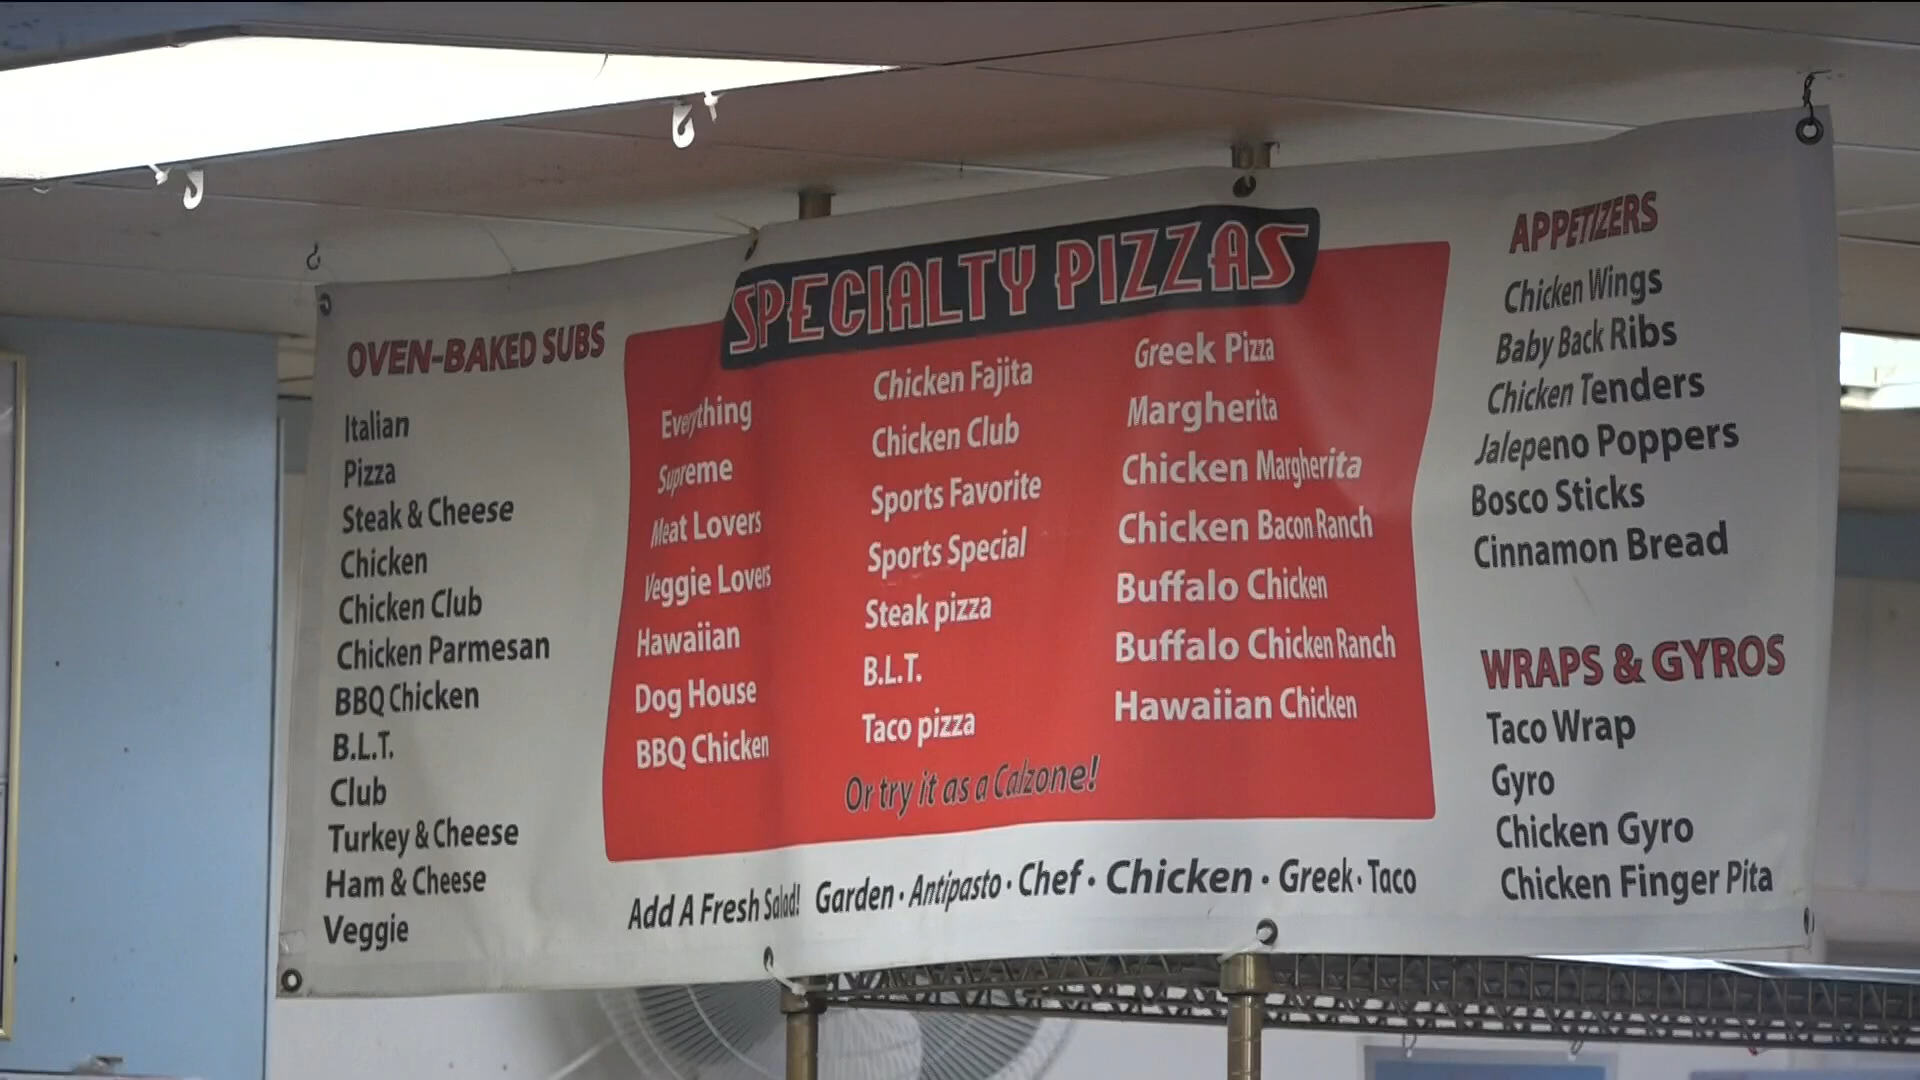 OVEN-BAKED SUBS
Italian
Pizza
Steak & Cheese
Chicken
Chicken Club
Chicken Parmesan
BBQ Chicken
B.L.T.
Club
Turkey & Cheese
Ham & Cheese
Veggie
SPECIALTY PIZZAS
Everything
Supreme
Meat Lovers
Veggie Lovers
Hawaiian
Dog House
BBQ Chicken
Chicken Fajita
Chicken Club
Sports Favorite
Sports Special
Steak pizza
B.L.T.
Taco pizza
Greek Pizza
Margherita
Chicken Margherita
Chicken Bacon Ranch
Buffalo Chicken
Buffalo Chicken Ranch
Hawaiian Chicken
Or try it as a Calzone!
Add A Fresh Salad! Garden • Antipasto • Chef • Chicken • Greek • Taco
APPETIZERS
Chicken Wings
Baby Back Ribs
Chicken Tenders
Jalepeno Poppers
Bosco Sticks
Cinnamon Bread
WRAPS & GYROS
Taco Wrap
Gyro
Chicken Gyro
Chicken Finger Pita